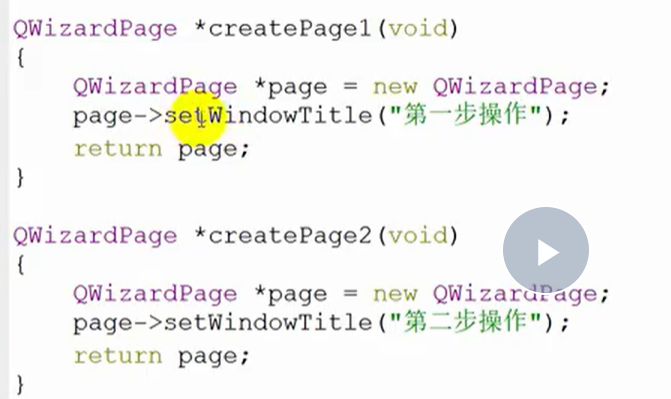 QWizardPage *createPage1(void)
{
QWizardPage *page = new QWizardPage;
page->setWindowTitle("第一步操作");
return page;
}
QWizardPage *createPage2(void)
{
QWizardPage *page = new QWizardPage;
page->setWindowTitle("第二步操作");
return page;
}